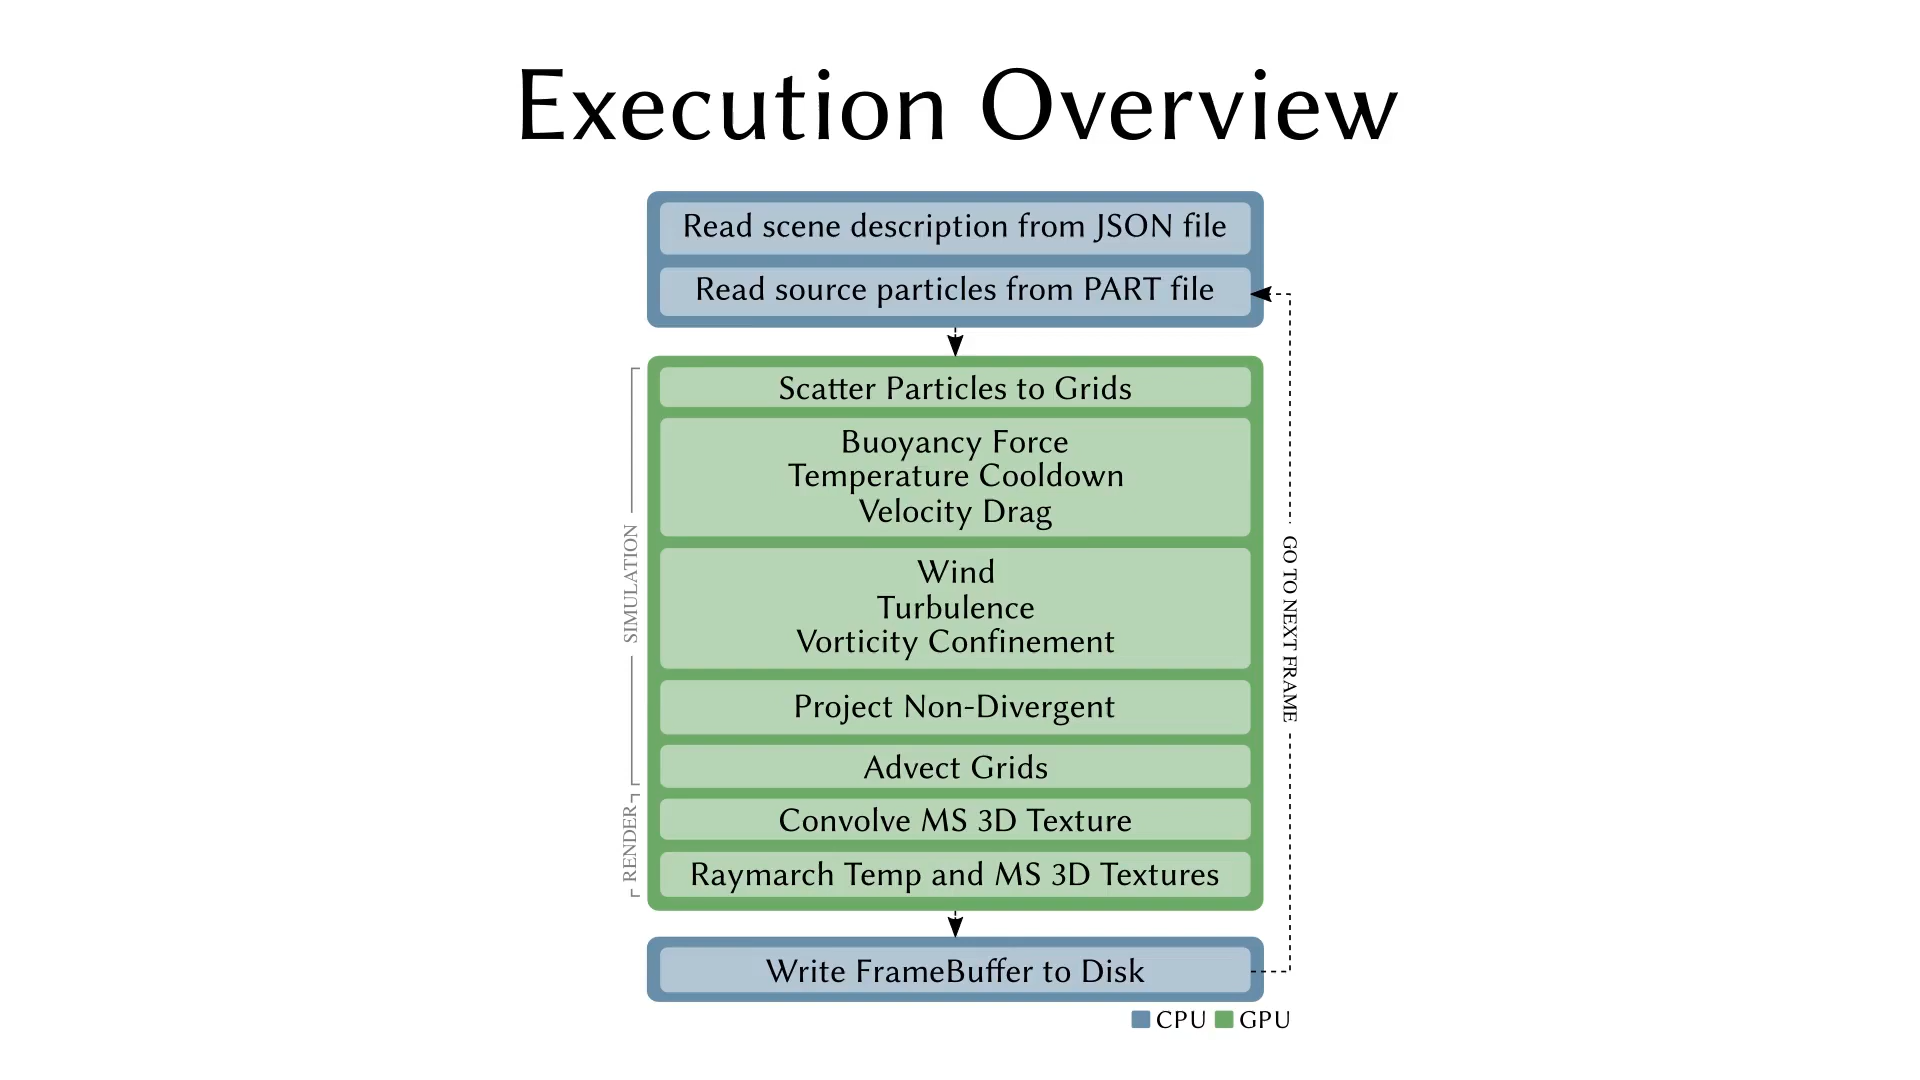 Execution Overview
Read scene description from JSON file
Read source particles from PART file
Scatter Particles to Grids
Buoyancy Force
Temperature Cooldown
Velocity Drag
Wind
Turbulence
Vorticity Confinement
Project Non-Divergent
Advect Grids
Convolve MS 3D Texture
Raymarch Temp and MS 3D Textures
Write FrameBuffer to Disk
SIMULATION
RENDER
GO TO NEXT FRAME
CPU GPU